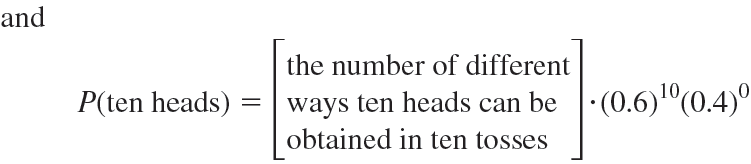 and
the number of different
P(ten heads) = [ways ten heads can be] · (0.6)¹⁰(0.4)⁰
obtained in ten tosses